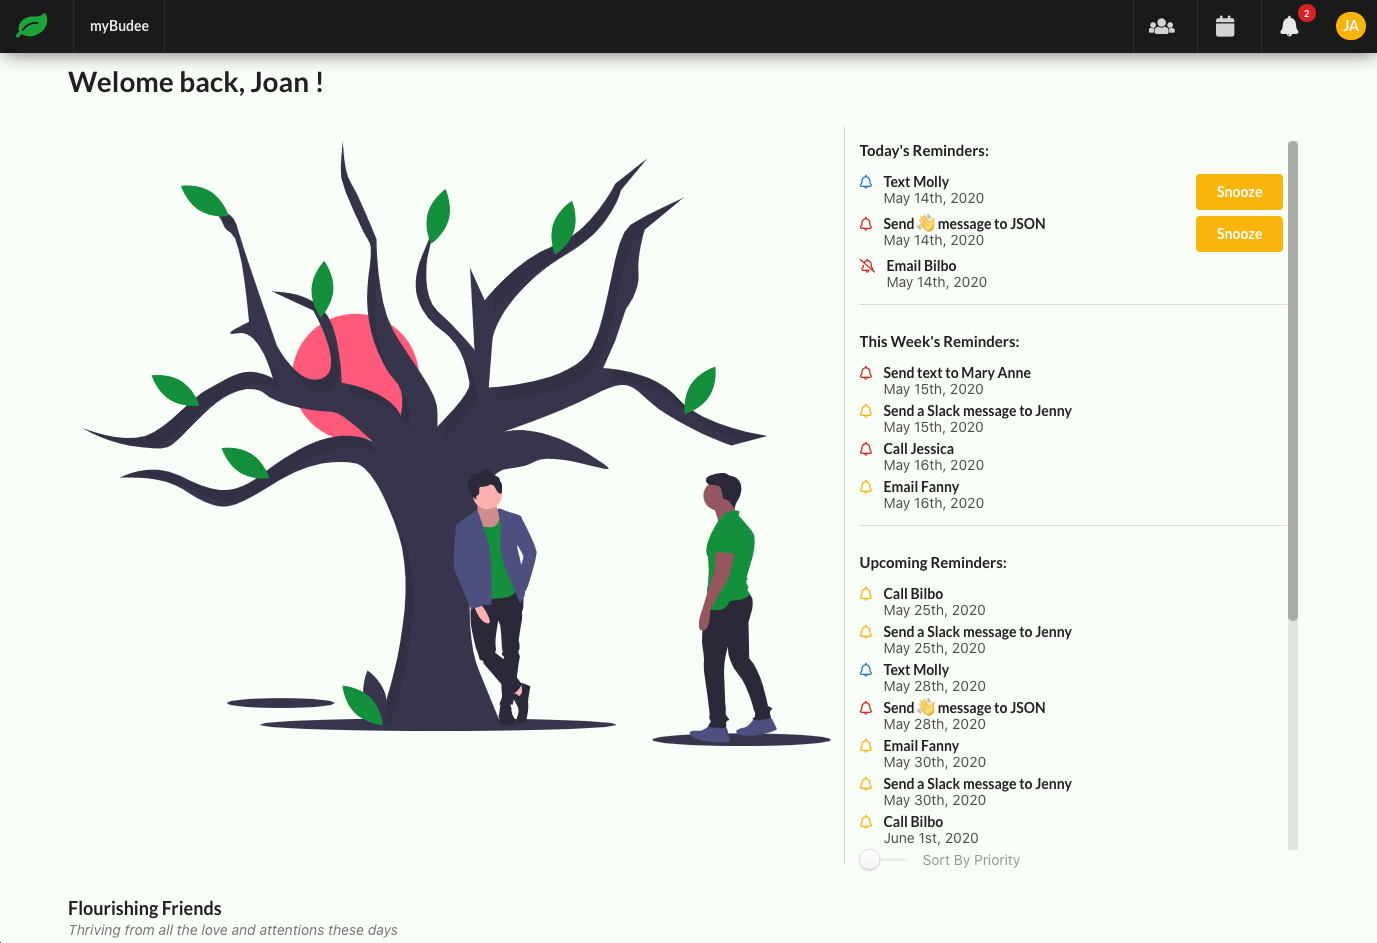 myBudee
2
JA
Welome back, Joan !
Today's Reminders:
Text Molly
May 14th, 2020
Snooze
Send 👋 message to JSON
May 14th, 2020
Snooze
Email Bilbo
May 14th, 2020
This Week's Reminders:
Send text to Mary Anne
May 15th, 2020
Send a Slack message to Jenny
May 15th, 2020
Call Jessica
May 16th, 2020
Email Fanny
May 16th, 2020
Upcoming Reminders:
Call Bilbo
May 25th, 2020
Send a Slack message to Jenny
May 25th, 2020
Text Molly
May 28th, 2020
Send 👋 message to JSON
May 28th, 2020
Email Fanny
May 30th, 2020
Send a Slack message to Jenny
May 30th, 2020
Call Bilbo
June 1st, 2020
Sort By Priority
Flourishing Friends
Thriving from all the love and attentions these days